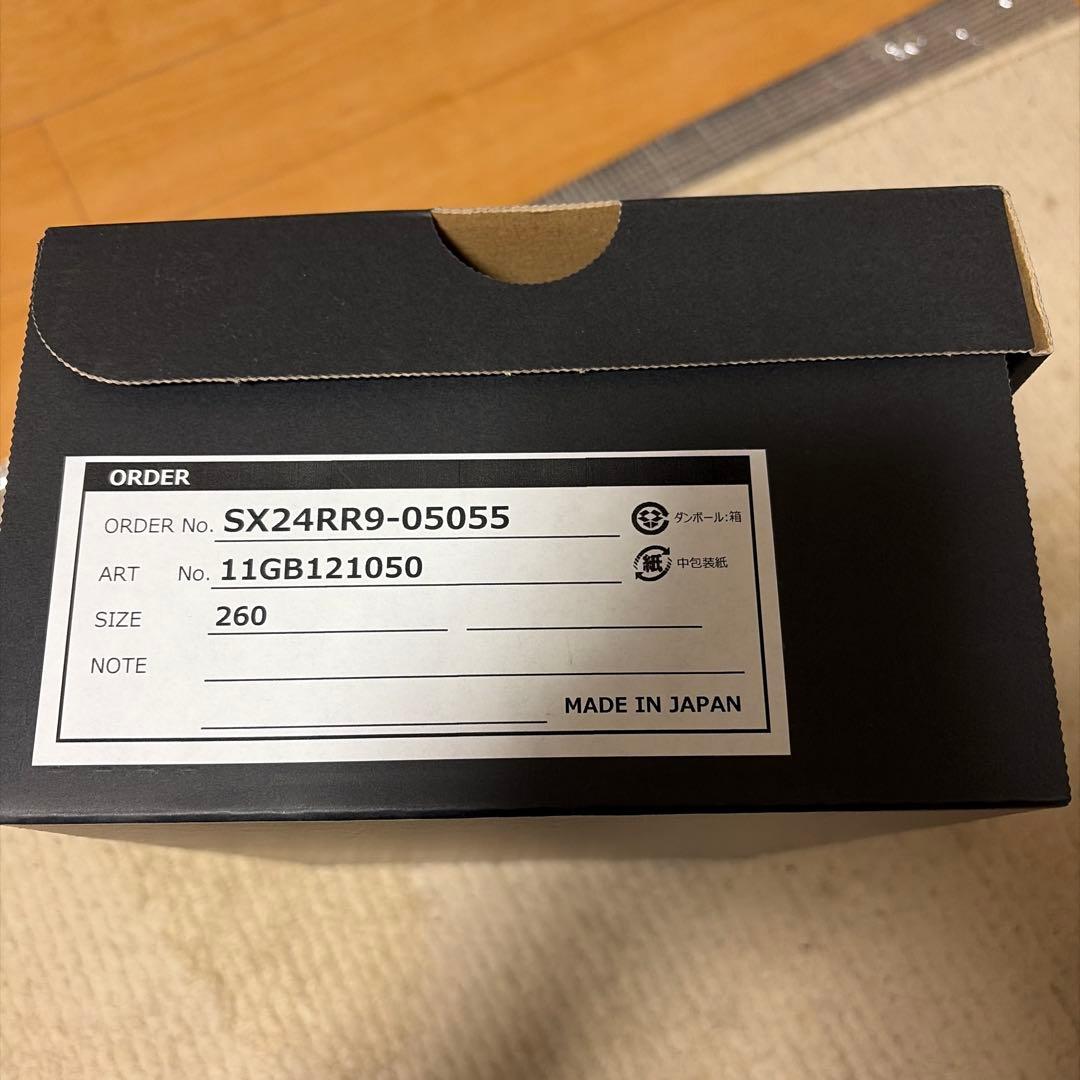 ORDER
ORDER No. SX24RR9-05055
ダンボール:箱
ART No. 11GB121050
紙 中包装紙
SIZE 260
NOTE
MADE IN JAPAN